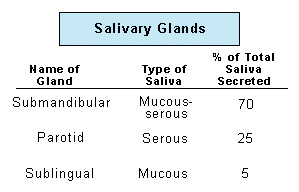 Salivary Glands
Name of Gland Type of Saliva % of Total Saliva Secreted
Submandibular Mucous-serous 70
Parotid Serous 25
Sublingual Mucous 5